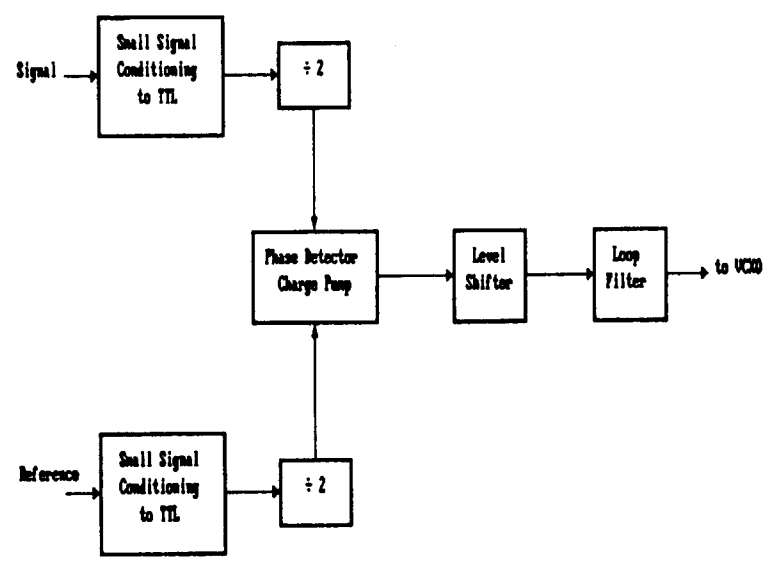 Signal
Small Signal
Conditioning
to TTL
÷ 2
Phase Detector
Charge Pump
Level
Shifter
Loop
Filter
to VCXO
Reference
Small Signal
Conditioning
to TTL
÷ 2